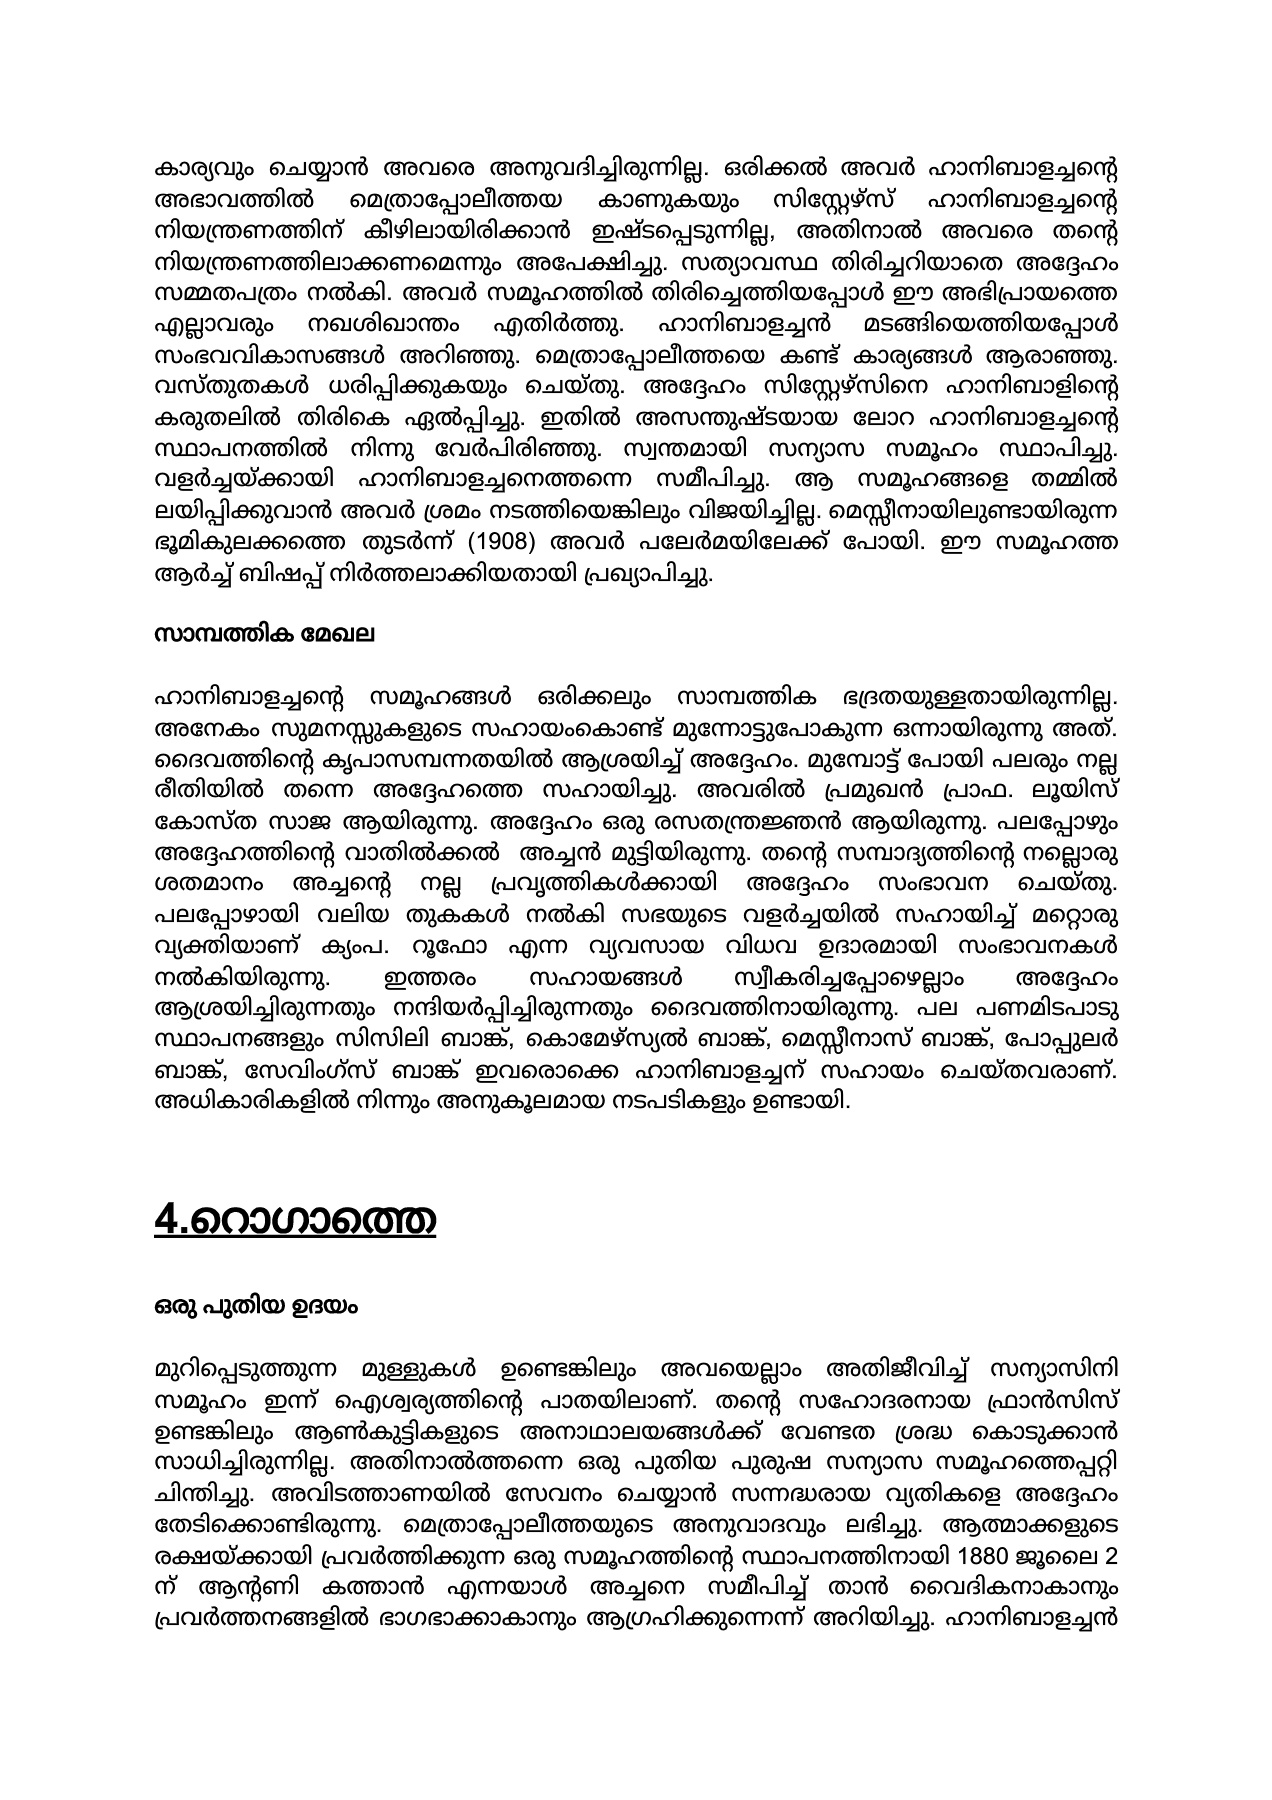 കാര്യവും ചെയ്യാൻ അവരെ അനുവദിച്ചിരുന്നില്ല. ഒരിക്കൽ അവർ ഹാനിബാളച്ചന്റെ
അഭാവത്തിൽ മെത്രാപ്പോലീത്തയ കാണുകയും സിസ്റ്റേഴ്സ് ഹാനിബാളച്ചന്റെ
നിയന്ത്രണത്തിന് കീഴിലായിരിക്കാൻ ഇഷ്ടപ്പെടുന്നില്ല, അതിനാൽ അവരെ തന്റെ
നിയന്ത്രണത്തിലാക്കണമെന്നും അപേക്ഷിച്ചു. സത്യാവസ്ഥ തിരിച്ചറിയാതെ അദ്ദേഹം
സമ്മതപത്രം നൽകി. അവർ സമൂഹത്തിൽ തിരിച്ചെത്തിയപ്പോൾ ഈ അഭിപ്രായത്തെ
എല്ലാവരും നഖശിഖാന്തം എതിർത്തു. ഹാനിബാളച്ചൻ മടങ്ങിയെത്തിയപ്പോൾ
സംഭവവികാസങ്ങൾ അറിഞ്ഞു. മെത്രാപ്പോലീത്തയെ കണ്ട് കാര്യങ്ങൾ ആരാഞ്ഞു.
വസ്തുതകൾ ധരിപ്പിക്കുകയും ചെയ്തു. അദ്ദേഹം സിസ്റ്റേഴ്സിനെ ഹാനിബാളിന്റെ
കരുതലിൽ തിരികെ ഏൽപ്പിച്ചു. ഇതിൽ അസന്തുഷ്ടയായ ലോറ ഹാനിബാളച്ചന്റെ
സ്ഥാപനത്തിൽ നിന്നു വേർപിരിഞ്ഞു. സ്വന്തമായി സന്യാസ സമൂഹം സ്ഥാപിച്ചു.
വളർച്ചയ്ക്കായി ഹാനിബാളച്ചനെത്തന്നെ സമീപിച്ചു. ആ സമൂഹങ്ങളെ തമ്മിൽ
ലയിപ്പിക്കുവാൻ അവർ ശ്രമം നടത്തിയെങ്കിലും വിജയിച്ചില്ല. മെസ്സീനായിലുണ്ടായിരുന്ന
ഭൂമികുലക്കത്തെ തുടർന്ന് (1908) അവർ പലേർമയിലേക്ക് പോയി. ഈ സമൂഹത്ത
ആർച്ച് ബിഷപ്പ് നിർത്തലാക്കിയതായി പ്രഖ്യാപിച്ചു.
സാമ്പത്തിക മേഖല
ഹാനിബാളച്ചന്റെ സമൂഹങ്ങൾ ഒരിക്കലും സാമ്പത്തിക ഭദ്രതയുള്ളതായിരുന്നില്ല.
അനേകം സുമനസ്സുകളുടെ സഹായംകൊണ്ട് മുന്നോട്ടുപോകുന്ന ഒന്നായിരുന്നു അത്.
ദൈവത്തിന്റെ കൃപാസമ്പന്നതയിൽ ആശ്രയിച്ച് അദ്ദേഹം. മുമ്പോട്ട് പോയി പലരും നല്ല
രീതിയിൽ തന്നെ അദ്ദേഹത്തെ സഹായിച്ചു. അവരിൽ പ്രമുഖൻ പ്രാഫ. ലൂയിസ്
കോസ്ത സാജ ആയിരുന്നു. അദ്ദേഹം ഒരു രസതന്ത്രജ്ഞൻ ആയിരുന്നു. പലപ്പോഴും
അദ്ദേഹത്തിന്റെ വാതിൽക്കൽ അച്ചൻ മുട്ടിയിരുന്നു. തന്റെ സമ്പാദ്യത്തിന്റെ നല്ലൊരു
ശതമാനം അച്ചന്റെ നല്ല പ്രവൃത്തികൾക്കായി അദ്ദേഹം സംഭാവന ചെയ്തു.
പലപ്പോഴായി വലിയ തുകകൾ നൽകി സഭയുടെ വളർച്ചയിൽ സഹായിച്ച് മറ്റൊരു
വ്യക്തിയാണ് ക്യംപ. റൂഫോ എന്ന വ്യവസായ വിധവ ഉദാരമായി സംഭാവനകൾ
നൽകിയിരുന്നു. ഇത്തരം സഹായങ്ങൾ സ്വീകരിച്ചപ്പോഴെല്ലാം അദ്ദേഹം
ആശ്രയിച്ചിരുന്നതും നന്ദിയർപ്പിച്ചിരുന്നതും ദൈവത്തിനായിരുന്നു. പല പണമിടപാടു
സ്ഥാപനങ്ങളും സിസിലി ബാങ്ക്, കൊമേഴ്സ്യൽ ബാങ്ക്, മെസ്സീനാസ് ബാങ്ക്, പോപ്പുലർ
ബാങ്ക്, സേവിംഗ്സ് ബാങ്ക് ഇവരൊക്കെ ഹാനിബാളച്ചന് സഹായം ചെയ്തവരാണ്.
അധികാരികളിൽ നിന്നും അനുകൂലമായ നടപടികളും ഉണ്ടായി.
4.റൊഗാത്തെ
ഒരു പുതിയ ഉദയം
മുറിപ്പെടുത്തുന്ന മുള്ളുകൾ ഉണ്ടെങ്കിലും അവയെല്ലാം അതിജീവിച്ച് സന്യാസിനി
സമൂഹം ഇന്ന് ഐശ്വര്യത്തിന്റെ പാതയിലാണ്. തന്റെ സഹോദരനായ ഫ്രാൻസിസ്
ഉണ്ടങ്കിലും ആൺകുട്ടികളുടെ അനാഥാലയങ്ങൾക്ക് വേണ്ടത ശ്രദ്ധ കൊടുക്കാൻ
സാധിച്ചിരുന്നില്ല. അതിനാൽത്തന്നെ ഒരു പുതിയ പുരുഷ സന്യാസ സമൂഹത്തെപ്പറ്റി
ചിന്തിച്ചു. അവിടത്താണയിൽ സേവനം ചെയ്യാൻ സന്നദ്ധരായ വ്യതികളെ അദ്ദേഹം
തേടിക്കൊണ്ടിരുന്നു. മെത്രാപ്പോലീത്തയുടെ അനുവാദവും ലഭിച്ചു. ആത്മാക്കളുടെ
രക്ഷയ്ക്കായി പ്രവർത്തിക്കുന്ന ഒരു സമൂഹത്തിന്റെ സ്ഥാപനത്തിനായി 1880 ജൂലൈ 2
ന് ആന്റണി കത്താൻ എന്നയാൾ അച്ചനെ സമീപിച്ച് താൻ വൈദികനാകാനും
പ്രവർത്തനങ്ങളിൽ ഭാഗഭാക്കാകാനും ആഗ്രഹിക്കുന്നെന്ന് അറിയിച്ചു. ഹാനിബാളച്ചൻ